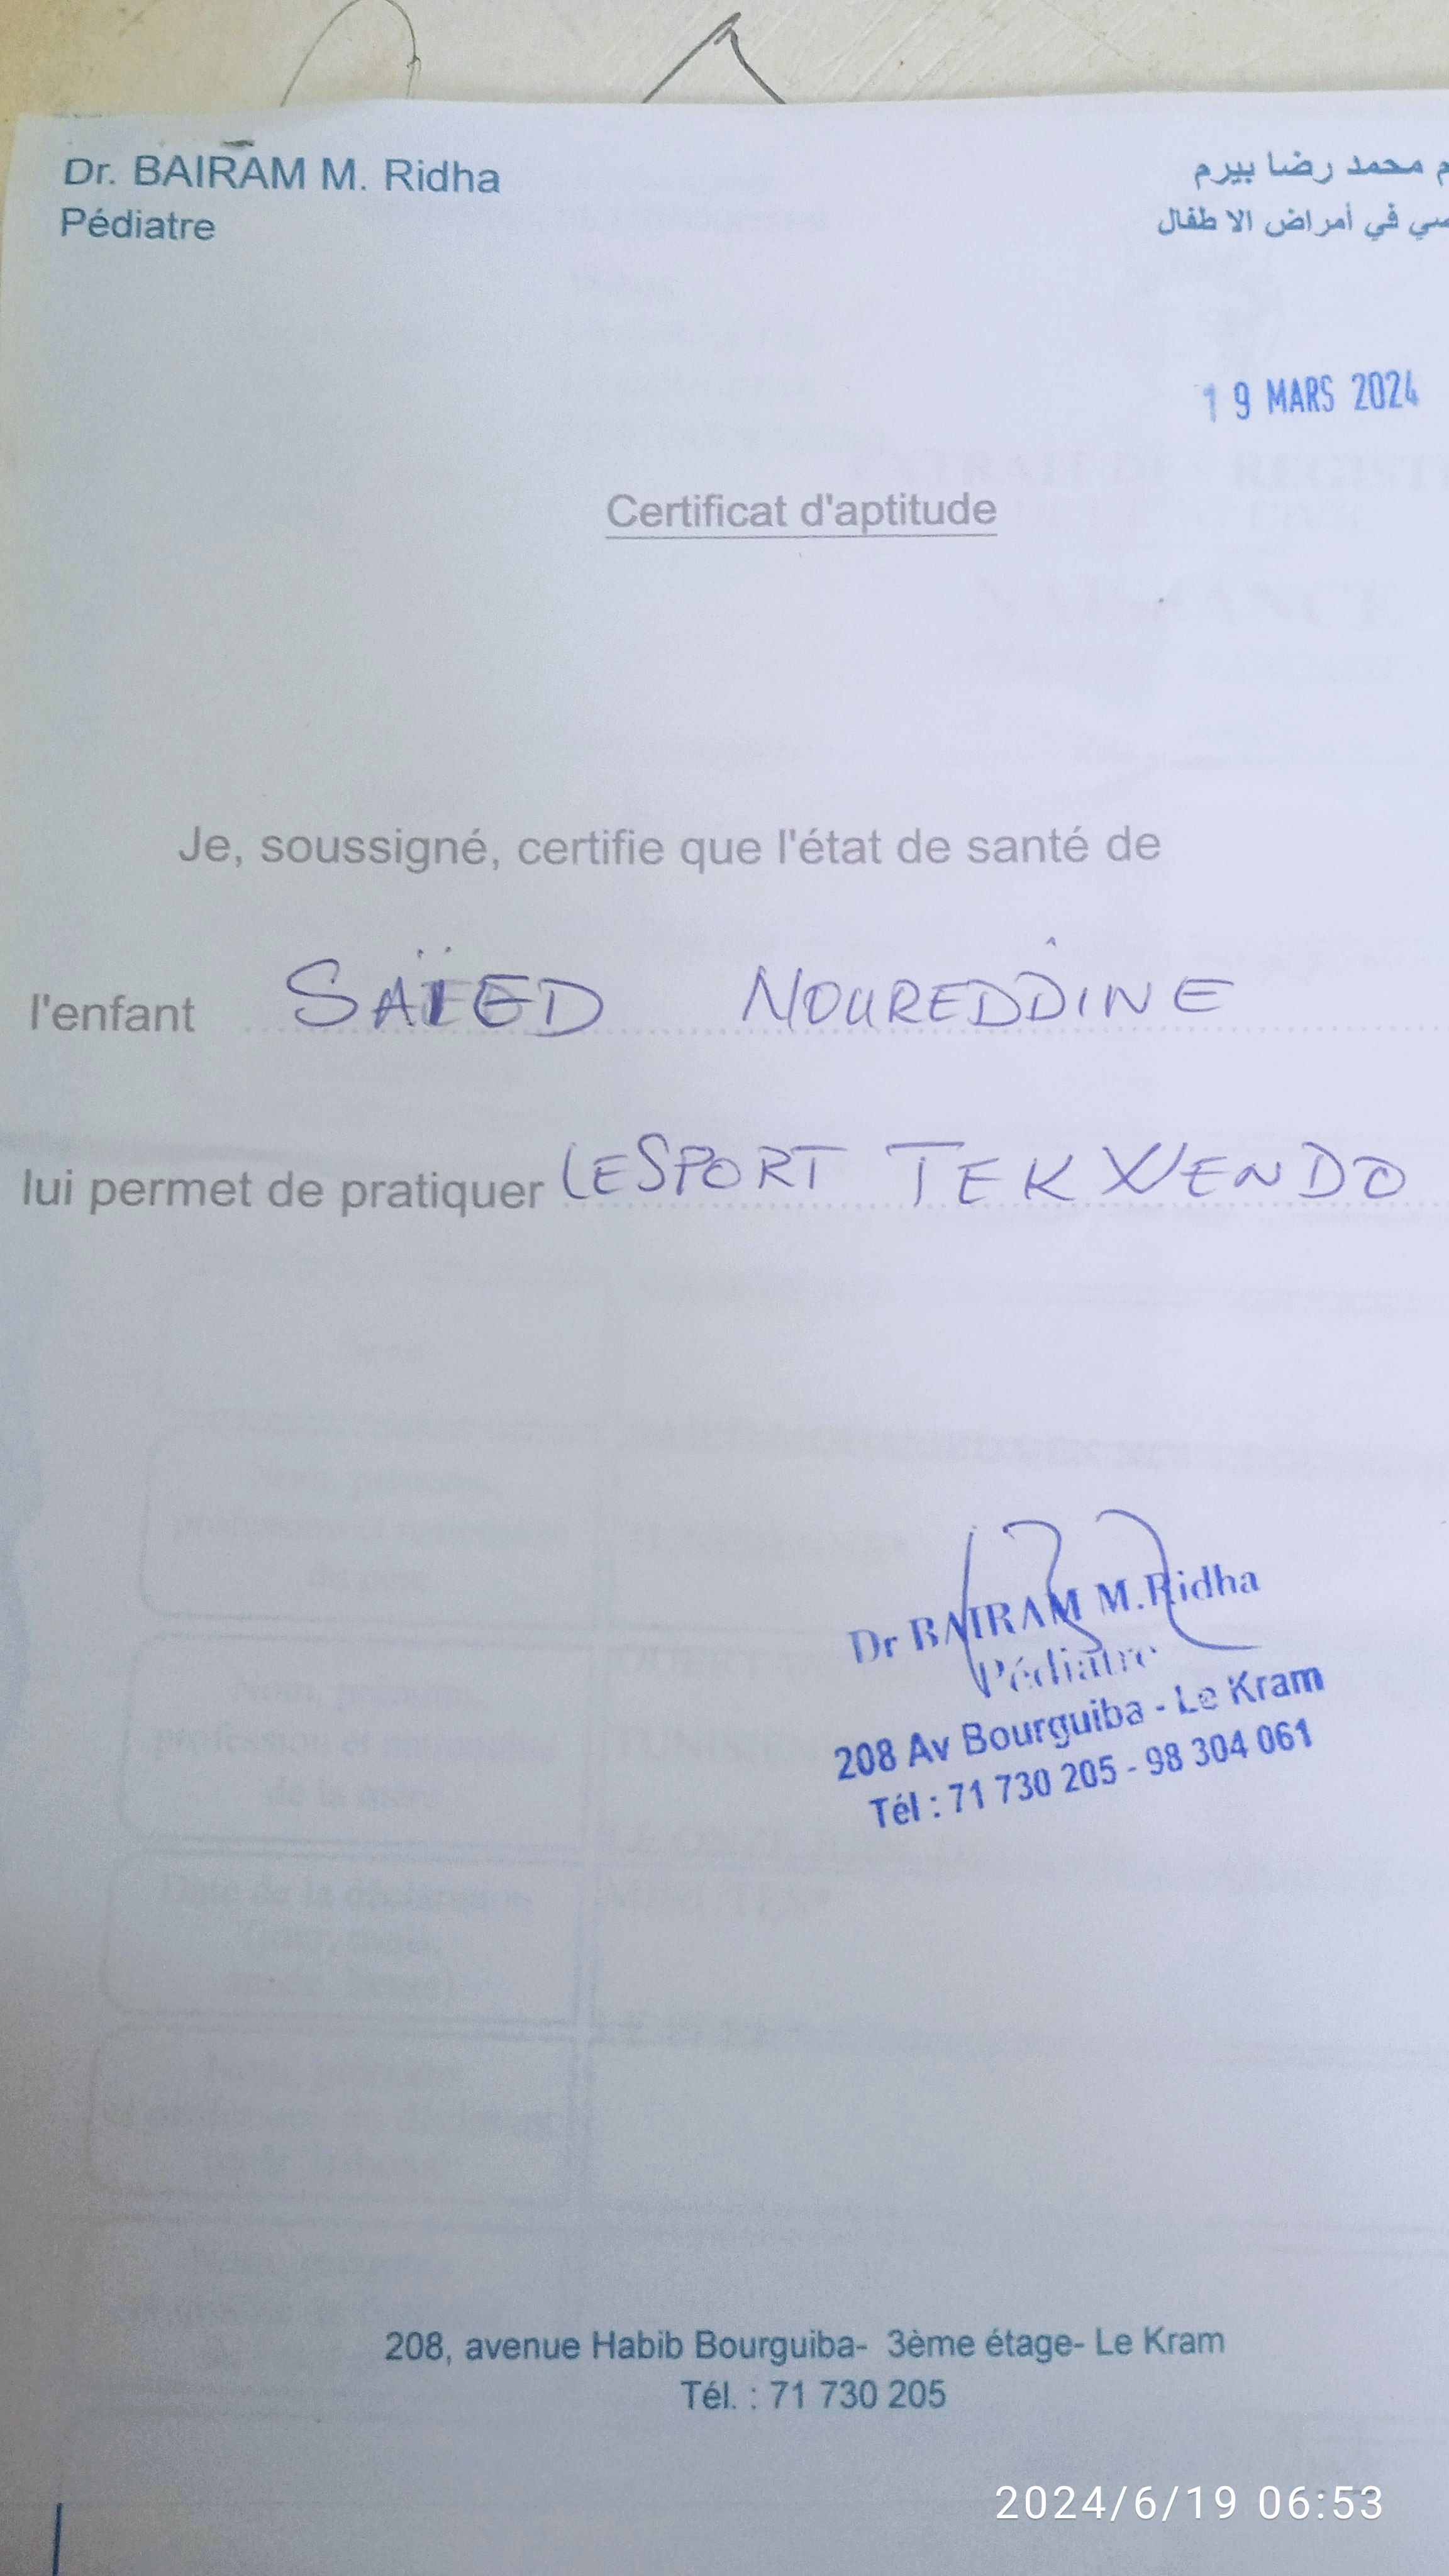 Dr. BAIRAM M. Ridha
Pédiatre
محمد رضا بيرم
في أمراض الاطفال
19 MARS 2024
Certificat d'aptitude
Je, soussigné, certifie que l'état de santé de
l'enfant SAÏED NOUREDDINE
lui permet de pratiquer LE SPORT TEKWENDO
Dr BAIRAM M.Ridha
Pédiatre
208 Av Bourguiba - Le Kram
Tél : 71 730 205 - 98 304 061
208, avenue Habib Bourguiba- 3ème étage- Le Kram
Tél. : 71 730 205
2024/6/19 06:53